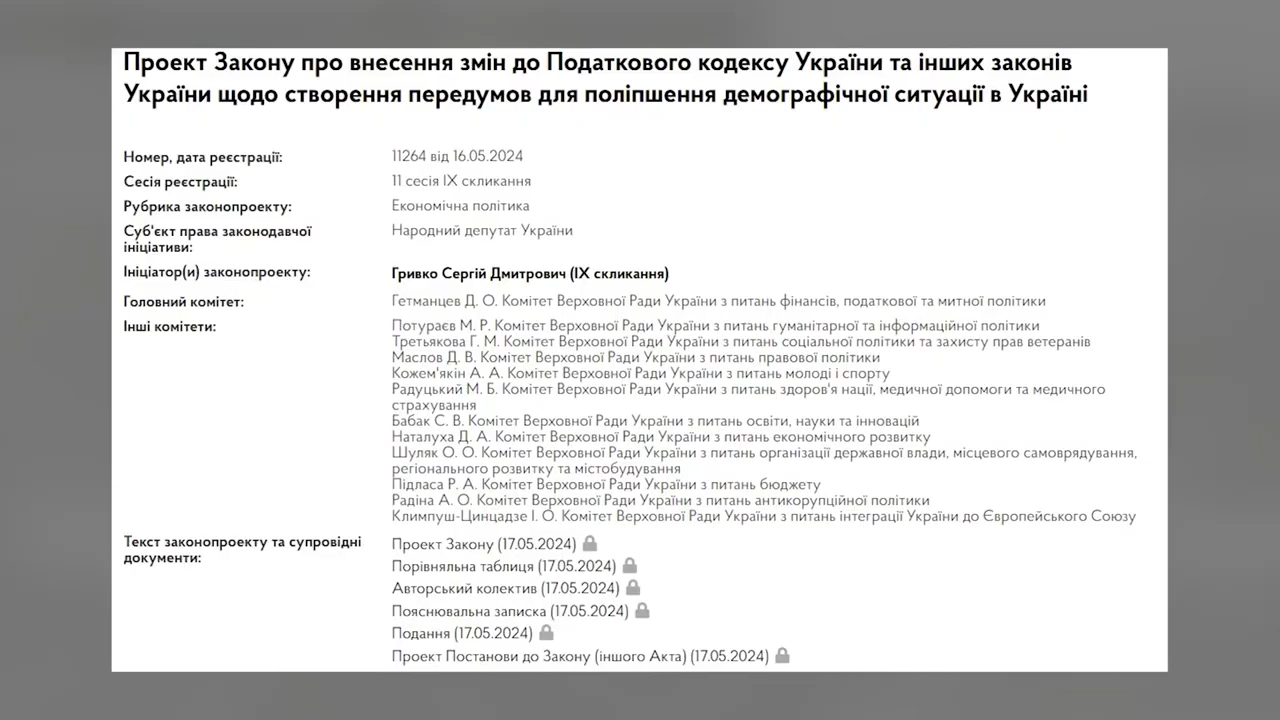 Проект Закону про внесення змін до Податкового кодексу України та інших законів
України щодо створення передумов для поліпшення демографічної ситуації в Україні
Номер, дата реєстрації: 11264 від 16.05.2024
Сесія реєстрації: 11 сесія IX скликання
Рубрика законопроекту: Економічна політика
Суб'єкт права законодавчої Народний депутат України
ініціативи:
Ініціатор(и) законопроекту: Гривко Сергій Дмитрович (IX скликання)
Головний комітет: Гетманцев Д. О. Комітет Верховної Ради України з питань фінансів, податкової та митної політики
Інші комітети: Потураєв М. Р. Комітет Верховної Ради України з питань гуманітарної та інформаційної політики
Третьякова Г. М. Комітет Верховної Ради України з питань соціальної політики та захисту прав ветеранів
Маслов Д. В. Комітет Верховної Ради України з питань правової політики
Кожем'якін А. А. Комітет Верховної Ради України з питань молоді і спорту
Радуцький М. Б. Комітет Верховної Ради України з питань здоров'я нації, медичної допомоги та медичного
страхування
Бабак С. В. Комітет Верховної Ради України з питань освіти, науки та інновацій
Наталуха Д. А. Комітет Верховної Ради України з питань економічного розвитку
Шуляк О. О. Комітет Верховної Ради України з питань організації державної влади, місцевого самоврядування,
регіонального розвитку та містобудування
Підласа Р. А. Комітет Верховної Ради України з питань бюджету
Радіна А. О. Комітет Верховної Ради України з питань антикорупційної політики
Климпуш-Цинцадзе І. О. Комітет Верховної Ради України з питань інтеграції України до Європейського Союзу
Текст законопроекту та супровідні Проект Закону (17.05.2024)
документи:
Порівняльна таблиця (17.05.2024)
Авторський колектив (17.05.2024)
Пояснювальна записка (17.05.2024)
Подання (17.05.2024)
Проект Постанови до Закону (іншого Акта) (17.05.2024)